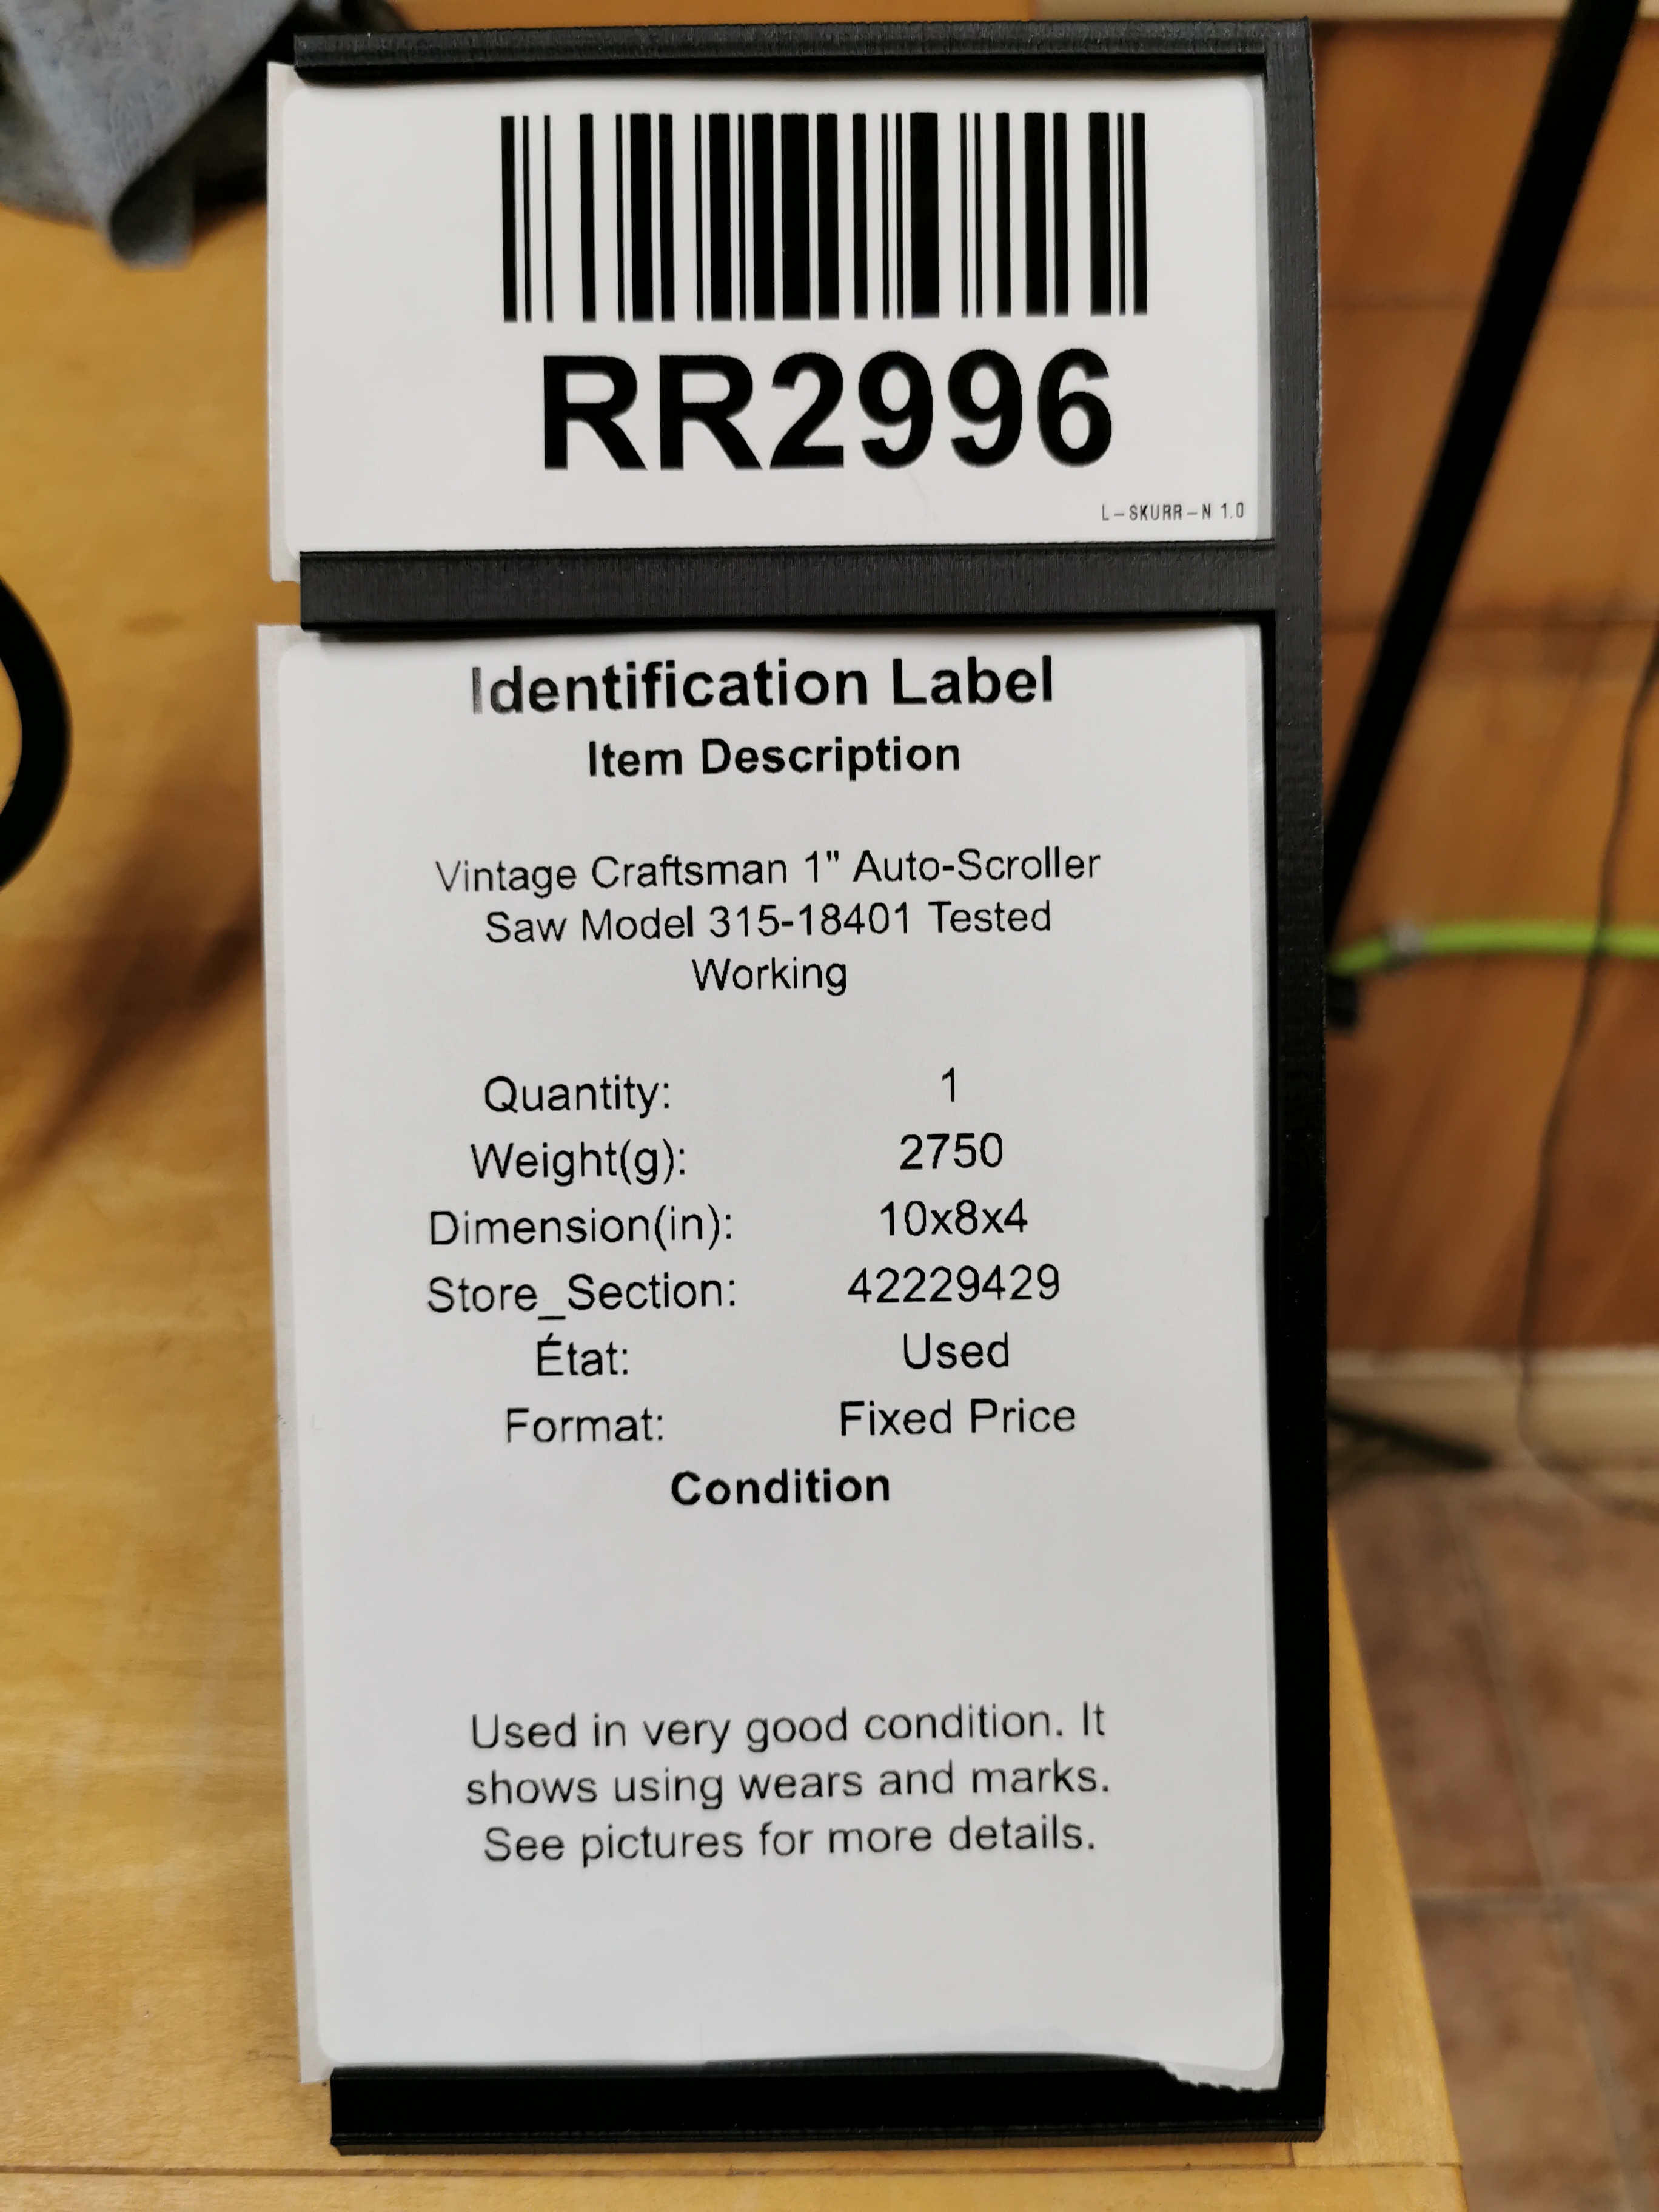 RR2996
L-SKURR-N 1.0
Identification Label
Item Description
Vintage Craftsman 1" Auto-Scroller
Saw Model 315-18401 Tested
Working
Quantity: 1
Weight(g): 2750
Dimension(in): 10x8x4
Store_Section: 42229429
État: Used
Format: Fixed Price
Condition
Used in very good condition. It
shows using wears and marks.
See pictures for more details.